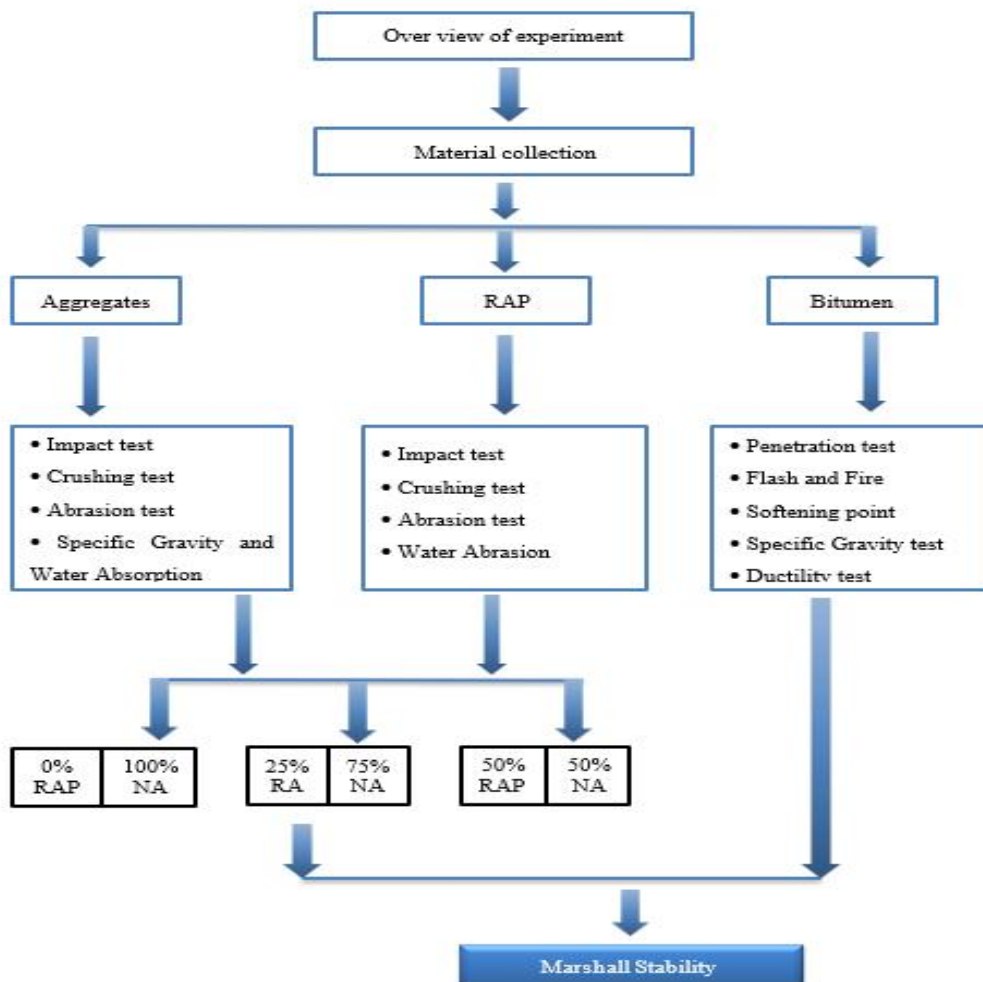 Over view of experiment
Material collection
Aggregates
RAP
Bitumen
• Impact test
• Crushing test
• Abrasion test
• Specific Gravity and
Water Absorption
• Impact test
• Crushing test
• Abrasion test
• Water Abrasion
• Penetration test
• Flash and Fire
• Softening point
• Specific Gravity test
• Ductility test
0%
RAP
100%
NA
25%
RA
75%
NA
50%
RAP
50%
NA
Marshall Stability